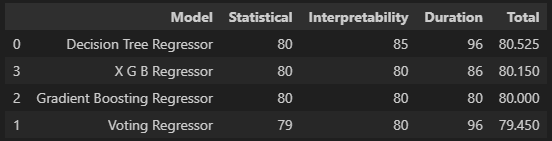 Model Statistical Interpretability Duration Total
0 Decision Tree Regressor 80 85 96 80.525
3 X G B Regressor 80 80 86 80.150
2 Gradient Boosting Regressor 80 80 80 80.000
1 Voting Regressor 79 80 96 79.450